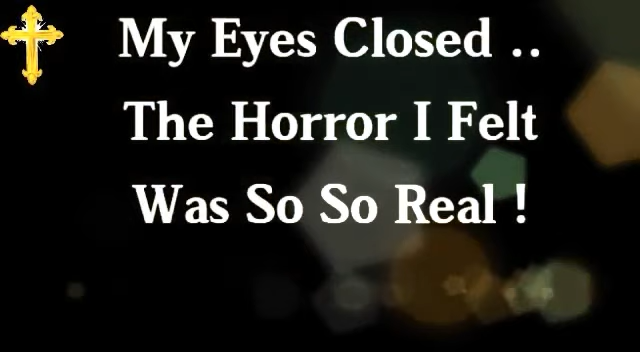 My Eyes Closed ..
The Horror I Felt
Was So So Real !